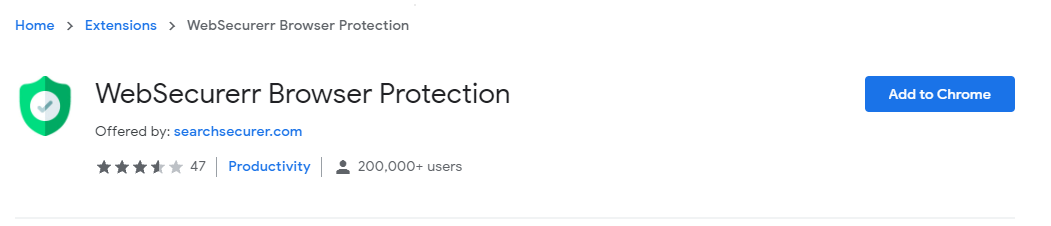 Home > Extensions > WebSecurerr Browser Protection
WebSecurerr Browser Protection
Add to Chrome
Offered by: searchsecurer.com
47 | Productivity | 200,000+ users